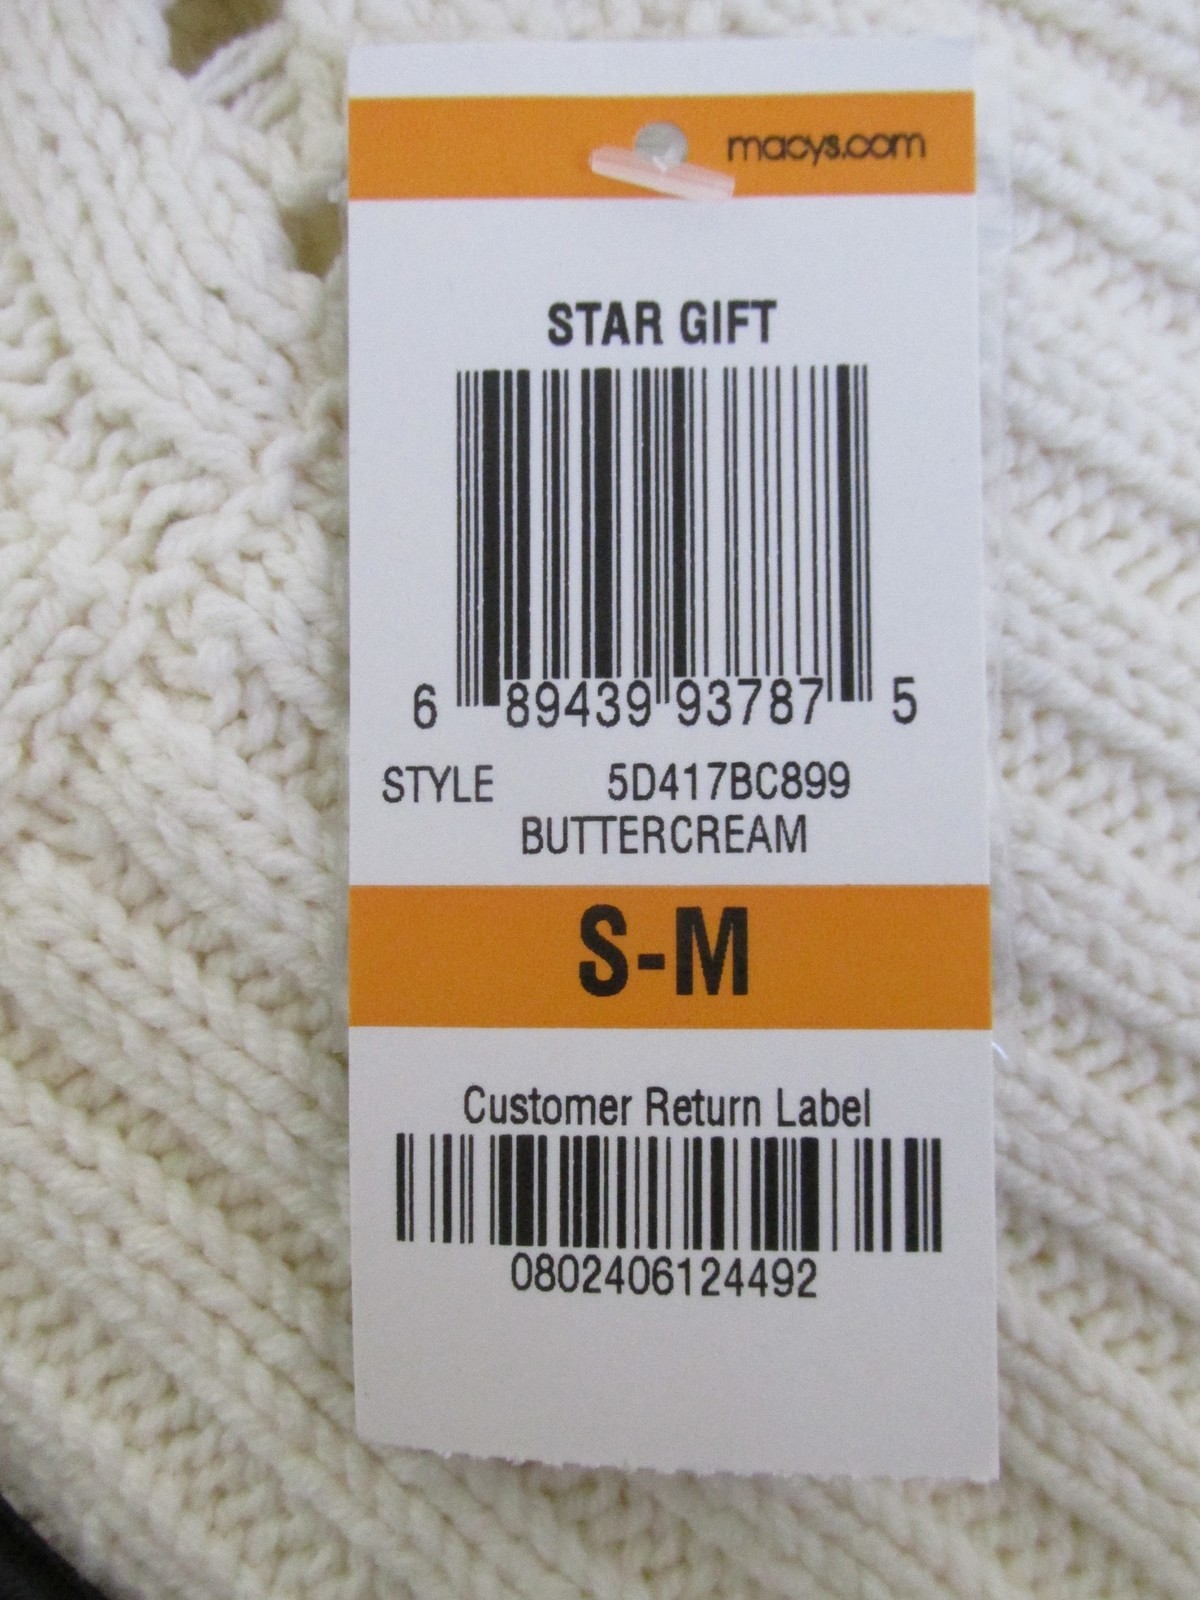 macys.com
STAR GIFT
6 89439 93787 5
STYLE 5D417BC899
BUTTERCREAM
S-M
Customer Return Label
0802406124492